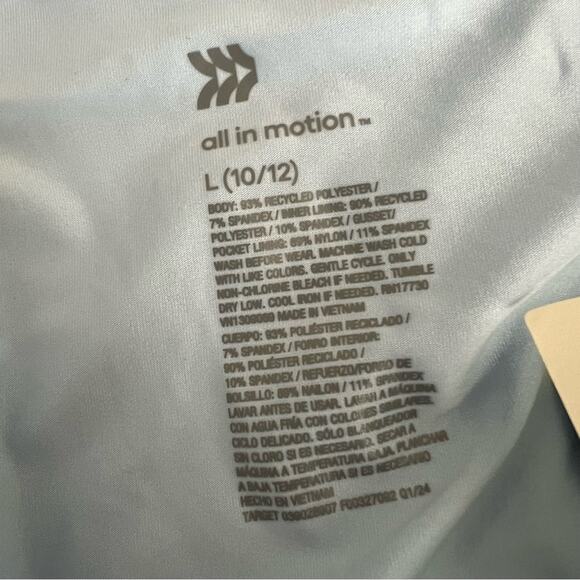 all in motion™
L (10/12)
BODY: 93% RECYCLED POLYESTER /
7% SPANDEX / INNER LINING: 90% RECYCLED
POLYESTER / 10% SPANDEX / GUSSET/
POCKET LINING: 89% NYLON / 11% SPANDEX
WASH BEFORE WEAR. MACHINE WASH COLD
WITH LIKE COLORS. GENTLE CYCLE. ONLY
NON-CHLORINE BLEACH IF NEEDED. TUMBLE
DRY LOW. COOL IRON IF NEEDED. RN17730
VN1309069 MADE IN VIETNAM
CUERPO: 93% POLIÉSTER RECICLADO /
7% SPANDEX / FORRO INTERIOR:
90% POLIÉSTER RECICLADO /
10% SPANDEX / REFUERZO/FORRO DE
BOLSILLO: 89% NAILON / 11% SPANDEX
LAVAR ANTES DE USAR. LAVAR A MÁQUINA
CON AGUA FRÍA CON COLORES SIMILARES.
CICLO DELICADO. SÓLO BLANQUEADOR
SIN CLORO SI ES NECESARIO. SECAR A
MÁQUINA A TEMPERATURA BAJA. PLANCHAR
A BAJA TEMPERATURA SI ES NECESARIO
HECHO EN VIETNAM
TARGET 039028907 F00327092 Q1/24